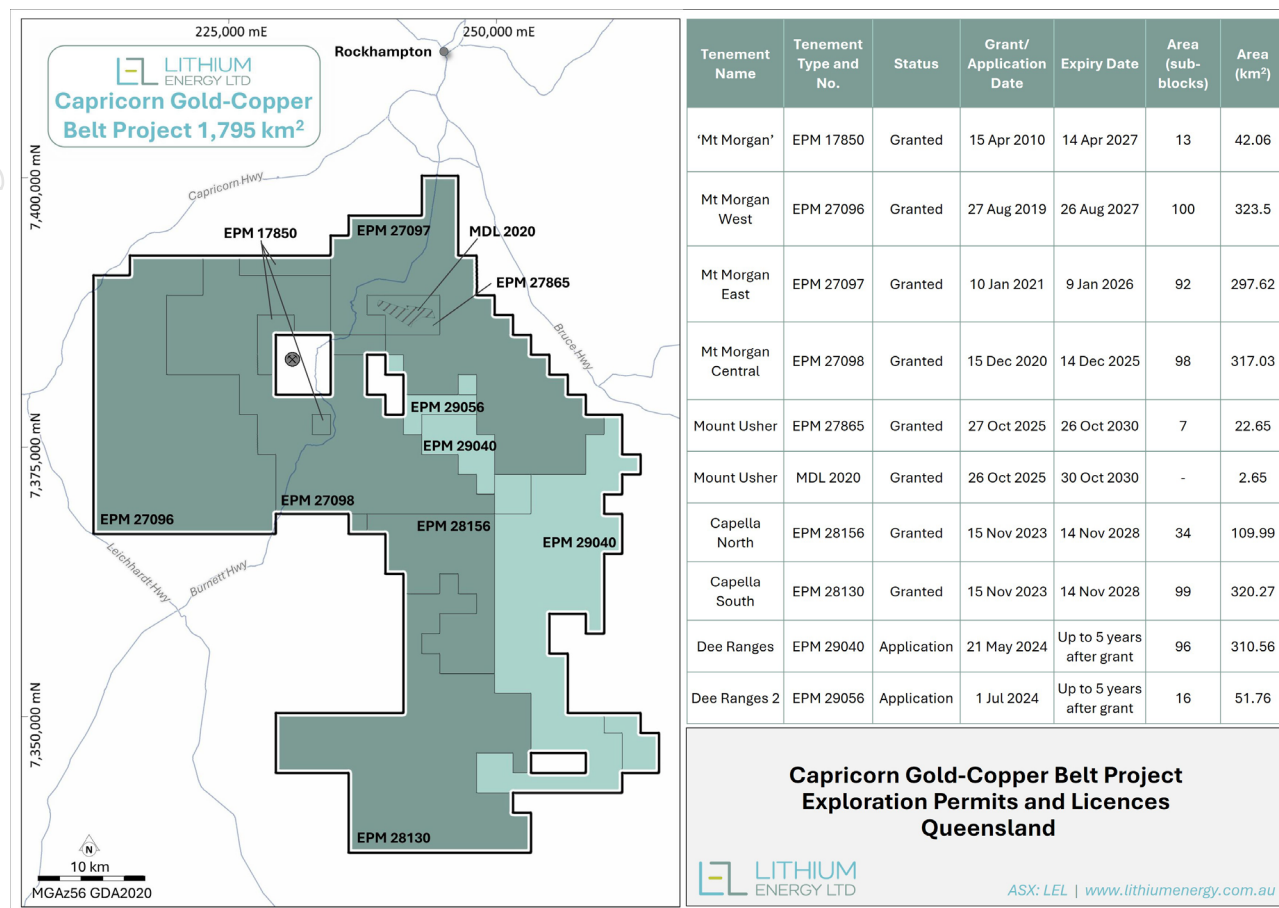 225,000 mE
250,000 mE
Rockhampton
LITHIUM
ENERGY LTD
Capricorn Gold-Copper
Belt Project 1,795 km²
7,400,000 mN
Capricorn Hwy
EPM 17850
EPM 27097
MDL 2020
EPM 27865
Bruce Hwy
EPM 29056
EPM 29040
7,375,000 mN
EPM 27098
EPM 27096
EPM 28156
EPM 29040
Leichhardt Hwy
Burnett Hwy
7,350,000 mN
EPM 28130
N
10 km
MGAz56 GDA2020
Tenement Name | Tenement Type and No. | Status | Grant/ Application Date | Expiry Date | Area (sub-blocks) | Area (km²)
‘Mt Morgan’ | EPM 17850 | Granted | 15 Apr 2010 | 14 Apr 2027 | 13 | 42.06
Mt Morgan West | EPM 27096 | Granted | 27 Aug 2019 | 26 Aug 2027 | 100 | 323.5
Mt Morgan East | EPM 27097 | Granted | 10 Jan 2021 | 9 Jan 2026 | 92 | 297.62
Mt Morgan Central | EPM 27098 | Granted | 15 Dec 2020 | 14 Dec 2025 | 98 | 317.03
Mount Usher | EPM 27865 | Granted | 27 Oct 2025 | 26 Oct 2030 | 7 | 22.65
Mount Usher | MDL 2020 | Granted | 26 Oct 2025 | 30 Oct 2030 | - | 2.65
Capella North | EPM 28156 | Granted | 15 Nov 2023 | 14 Nov 2028 | 34 | 109.99
Capella South | EPM 28130 | Granted | 15 Nov 2023 | 14 Nov 2028 | 99 | 320.27
Dee Ranges | EPM 29040 | Application | 21 May 2024 | Up to 5 years after grant | 96 | 310.56
Dee Ranges 2 | EPM 29056 | Application | 1 Jul 2024 | Up to 5 years after grant | 16 | 51.76
Capricorn Gold-Copper Belt Project
Exploration Permits and Licences
Queensland
LITHIUM
ENERGY LTD
ASX: LEL | www.lithiumenergy.com.au